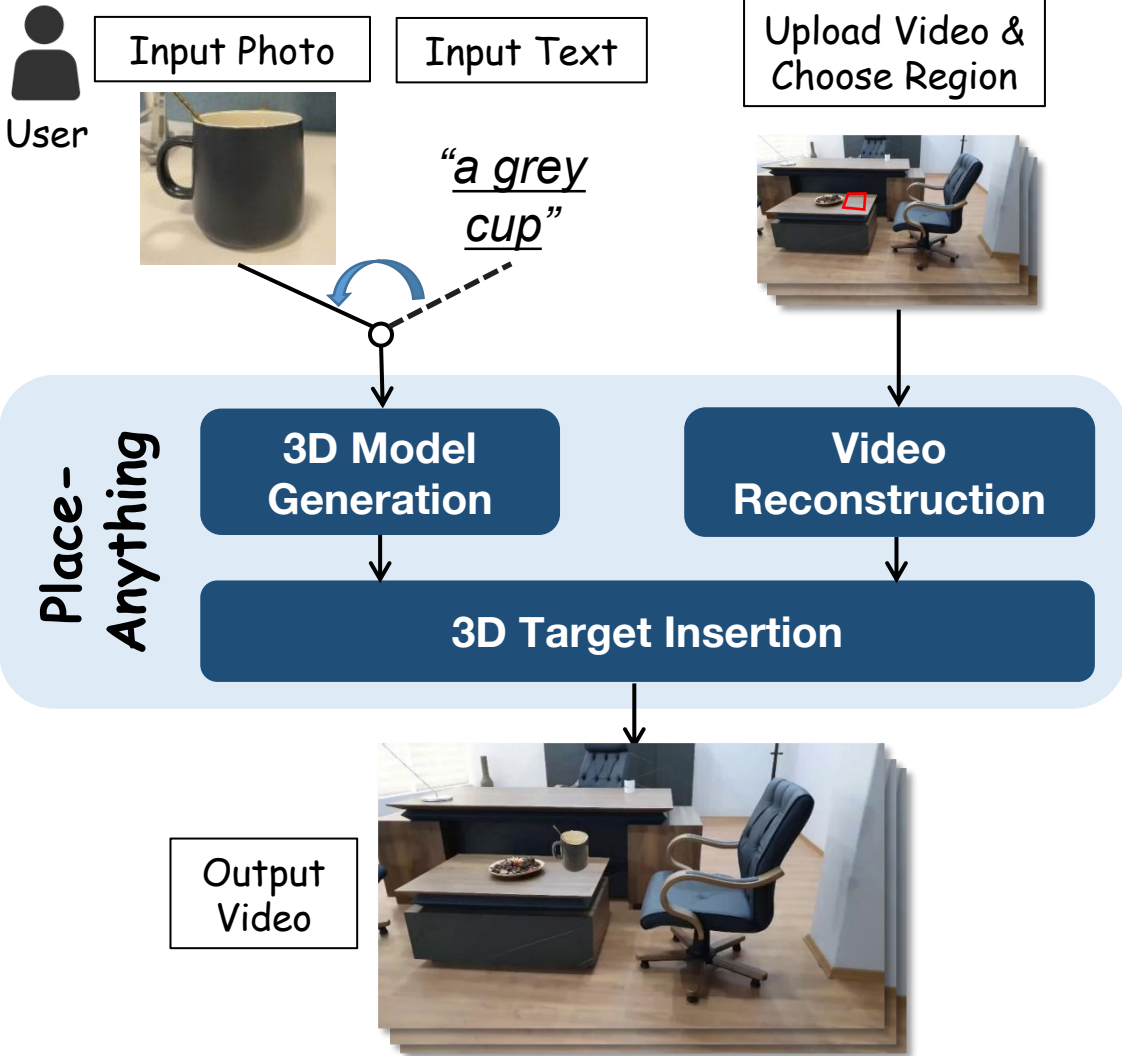 User
Input Photo
Input Text
Upload Video &
Choose Region
“a grey
cup”
Place-
Anything
3D Model
Generation
Video
Reconstruction
3D Target Insertion
Output
Video